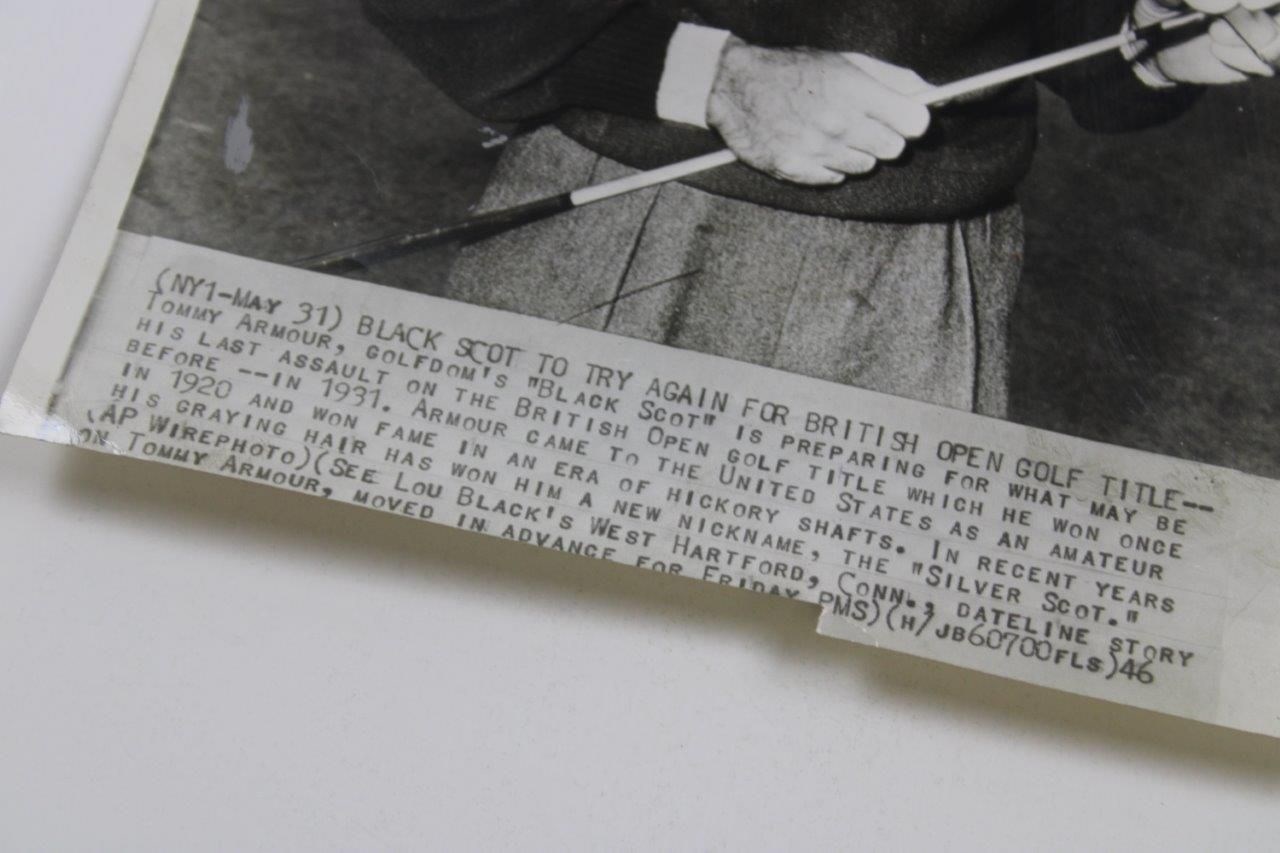 (NY1-MAY 31) BLACK SCOT TO TRY AGAIN FOR BRITISH OPEN GOLF TITLE--
TOMMY ARMOUR, GOLFDOM'S "BLACK SCOT" IS PREPARING FOR WHAT MAY BE
HIS LAST ASSAULT ON THE BRITISH OPEN GOLF TITLE WHICH HE WON ONCE
BEFORE --IN 1931. ARMOUR CAME TO THE UNITED STATES AS AN AMATEUR
IN 1920 AND WON FAME IN AN ERA OF HICKORY SHAFTS. IN RECENT YEARS
HIS GRAYING HAIR HAS WON HIM A NEW NICKNAME, THE "SILVER SCOT."
(AP WIREPHOTO)(SEE LOU BLACK'S WEST HARTFORD, CONN., DATELINE STORY
ON TOMMY ARMOUR, MOVED IN ADVANCE FOR FRIDAY PMS)(H/JB60700FLS)46